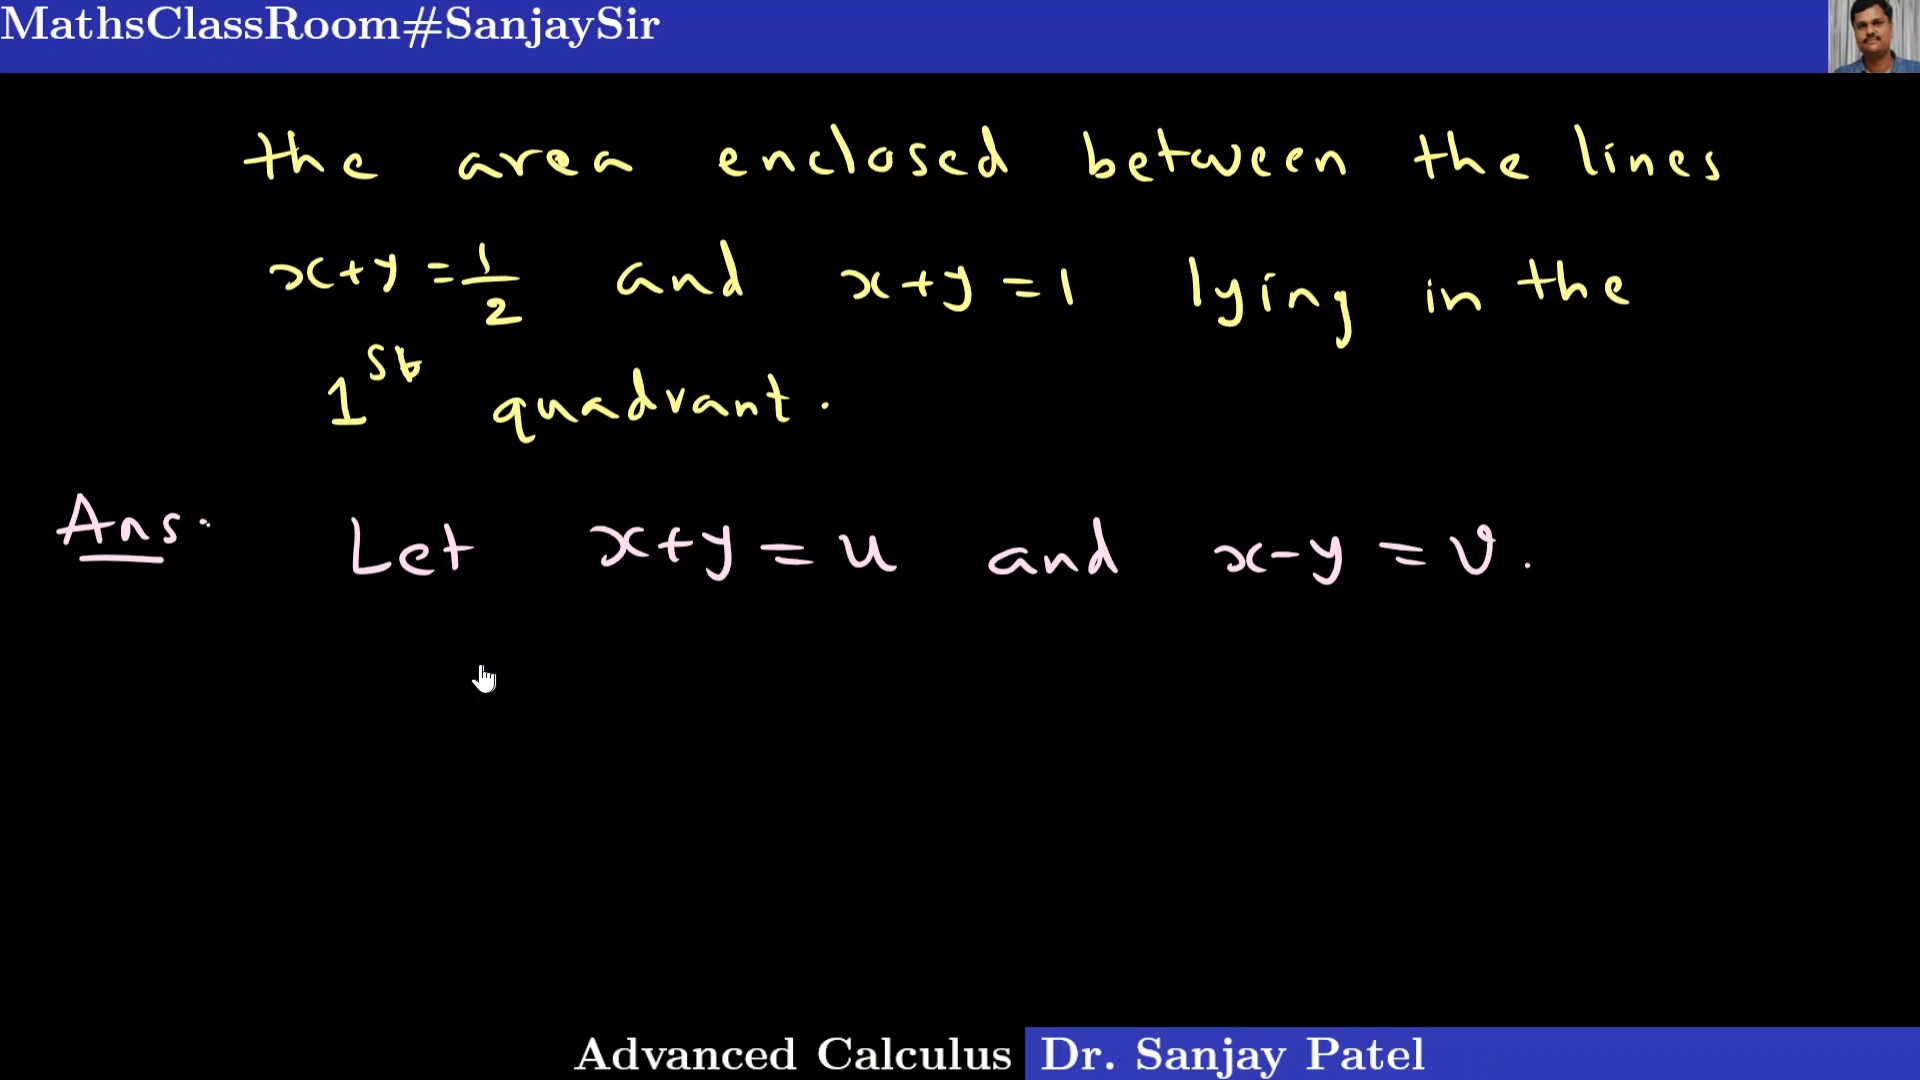 MathsClassRoom#SanjaySir
the area enclosed between the lines
x+y=1/2 and x+y=1 lying in the
1st quadrant.
Ans. Let x+y=u and x-y=v.
Advanced Calculus Dr. Sanjay Patel